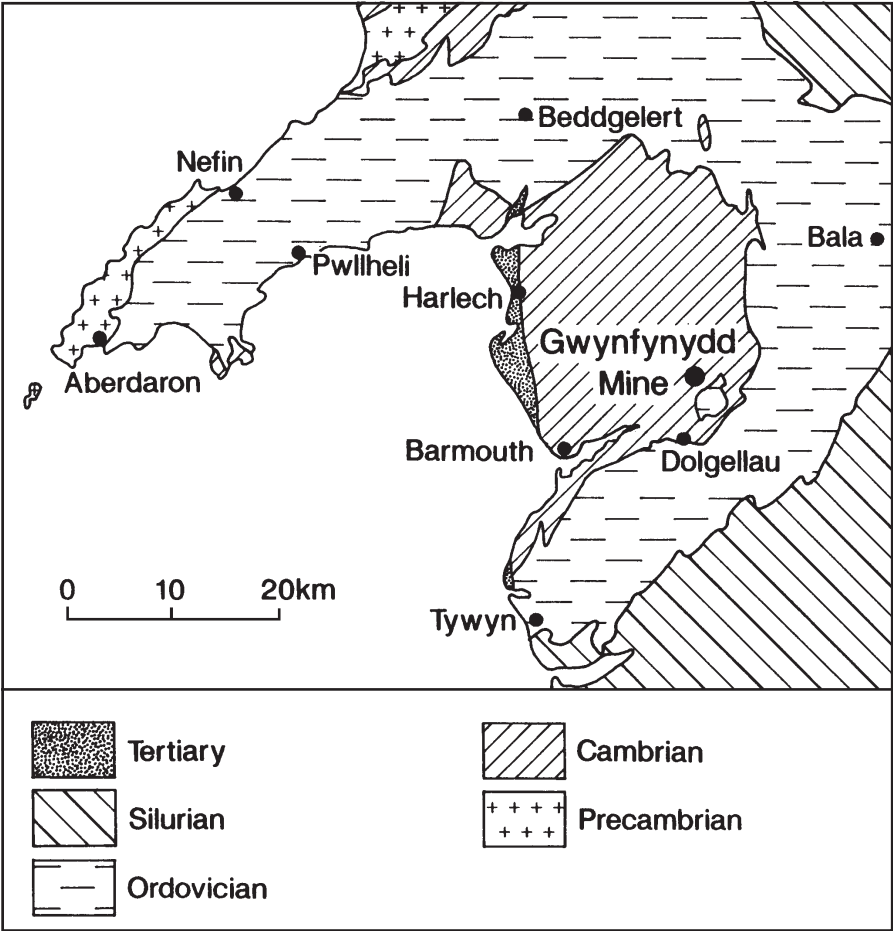 Beddgelert
Nefin
Bala
Pwllheli
Harlech
Gwynfynydd
Mine
Aberdaron
Barmouth
Dolgellau
0 10 20km
Tywyn
Tertiary
Cambrian
Silurian
Precambrian
Ordovician